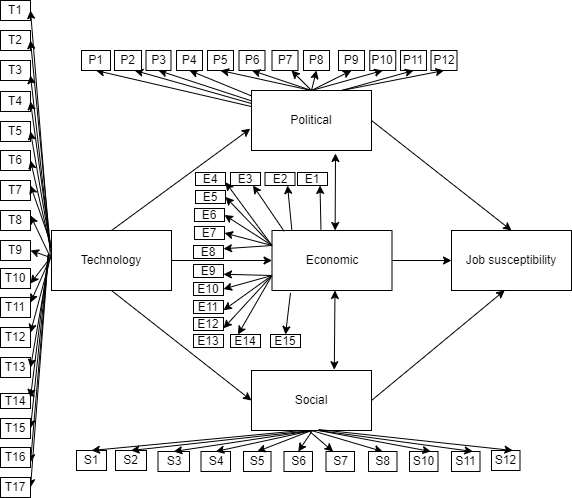 T1
T2
T3
T4
T5
T6
T7
T8
T9
T10
T11
T12
T13
T14
T15
T16
T17
P1 P2 P3 P4 P5 P6 P7 P8 P9 P10 P11 P12
Political
E4 E3 E2 E1
E5
E6
E7
E8
Technology Economic Job susceptibility
E9
E10
E11
E12
E13 E14 E15
Social
S1 S2 S3 S4 S5 S6 S7 S8 S10 S11 S12